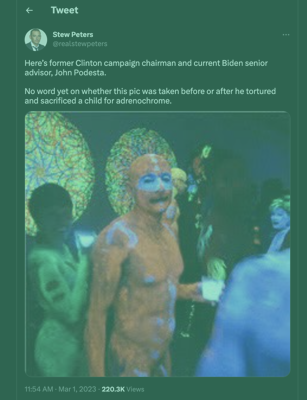 Tweet
Stew Peters
@realstewpeters
Here's former Clinton campaign chairman and current Biden senior
advisor, John Podesta.
No word yet on whether this pic was taken before or after he tortured
and sacrificed a child for adrenochrome.
11:54 AM · Mar 1, 2023 · 220.3K Views